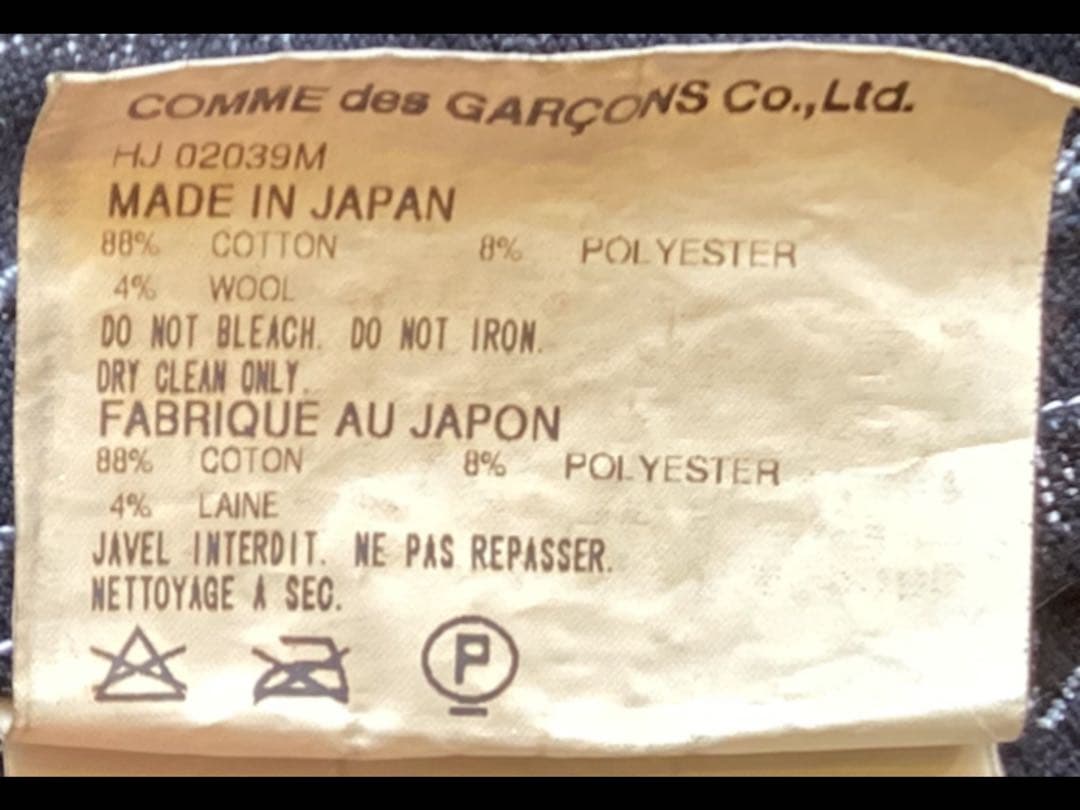 COMME des GARÇONS Co.,Ltd.
HJ 02039M
MADE IN JAPAN
88% COTTON 8% POLYESTER
4% WOOL
DO NOT BLEACH. DO NOT IRON.
DRY CLEAN ONLY.
FABRIQUE AU JAPON
88% COTON 8% POLYESTER
4% LAINE
JAVEL INTERDIT. NE PAS REPASSER.
NETTOYAGE A SEC.
P